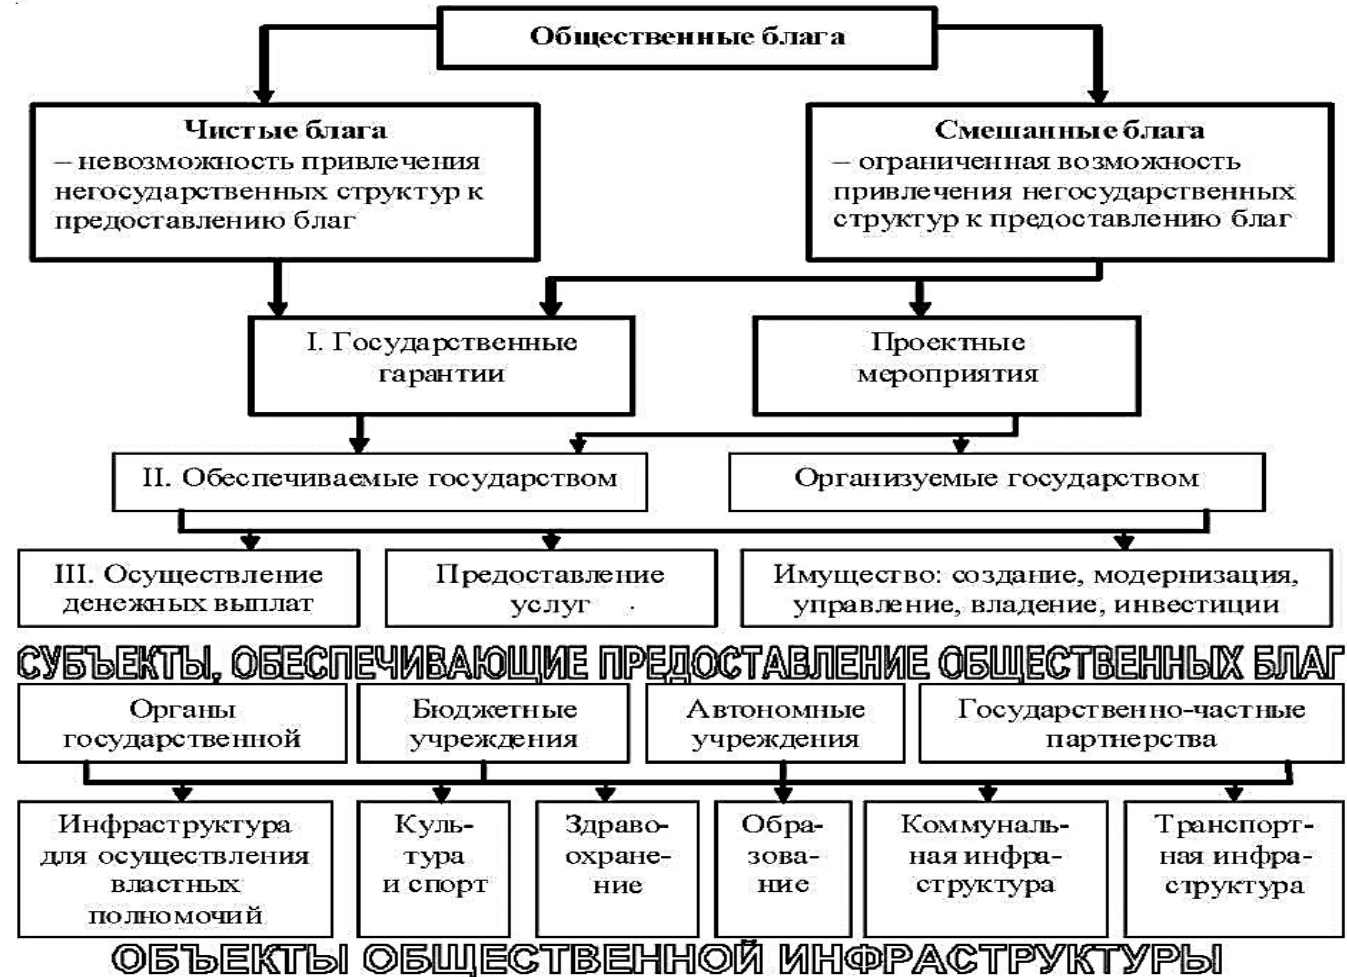 Общественные блага
Чистые блага
– невозможность привлечения
негосударственных структур к
предоставлению благ
Смешанные блага
– ограниченная возможность
привлечения негосударственных
структур к предоставлению благ
I. Государственные
гарантии
Проектные
мероприятия
II. Обеспечиваемые государством
Организуемые государством
III. Осуществление
денежных выплат
Предоставление
услуг
Имущество: создание, модернизация,
управление, владение, инвестиции
СУБЪЕКТЫ, ОБЕСПЕЧИВАЮЩИЕ ПРЕДОСТАВЛЕНИЕ ОБЩЕСТВЕННЫХ БЛАГ
Органы
государственной
Бюджетные
учреждения
Автономные
учреждения
Государственно-частные
партнерства
Инфраструктура
для осуществления
властных
полномочий
Куль-
тура
и спорт
Здраво-
охране-
ние
Обра-
зова-
ние
Коммуналь-
ная инфра-
структура
Транспорт-
ная инфра-
структура
ОБЪЕКТЫ ОБЩЕСТВЕННОЙ ИНФРАСТРУКТУРЫ